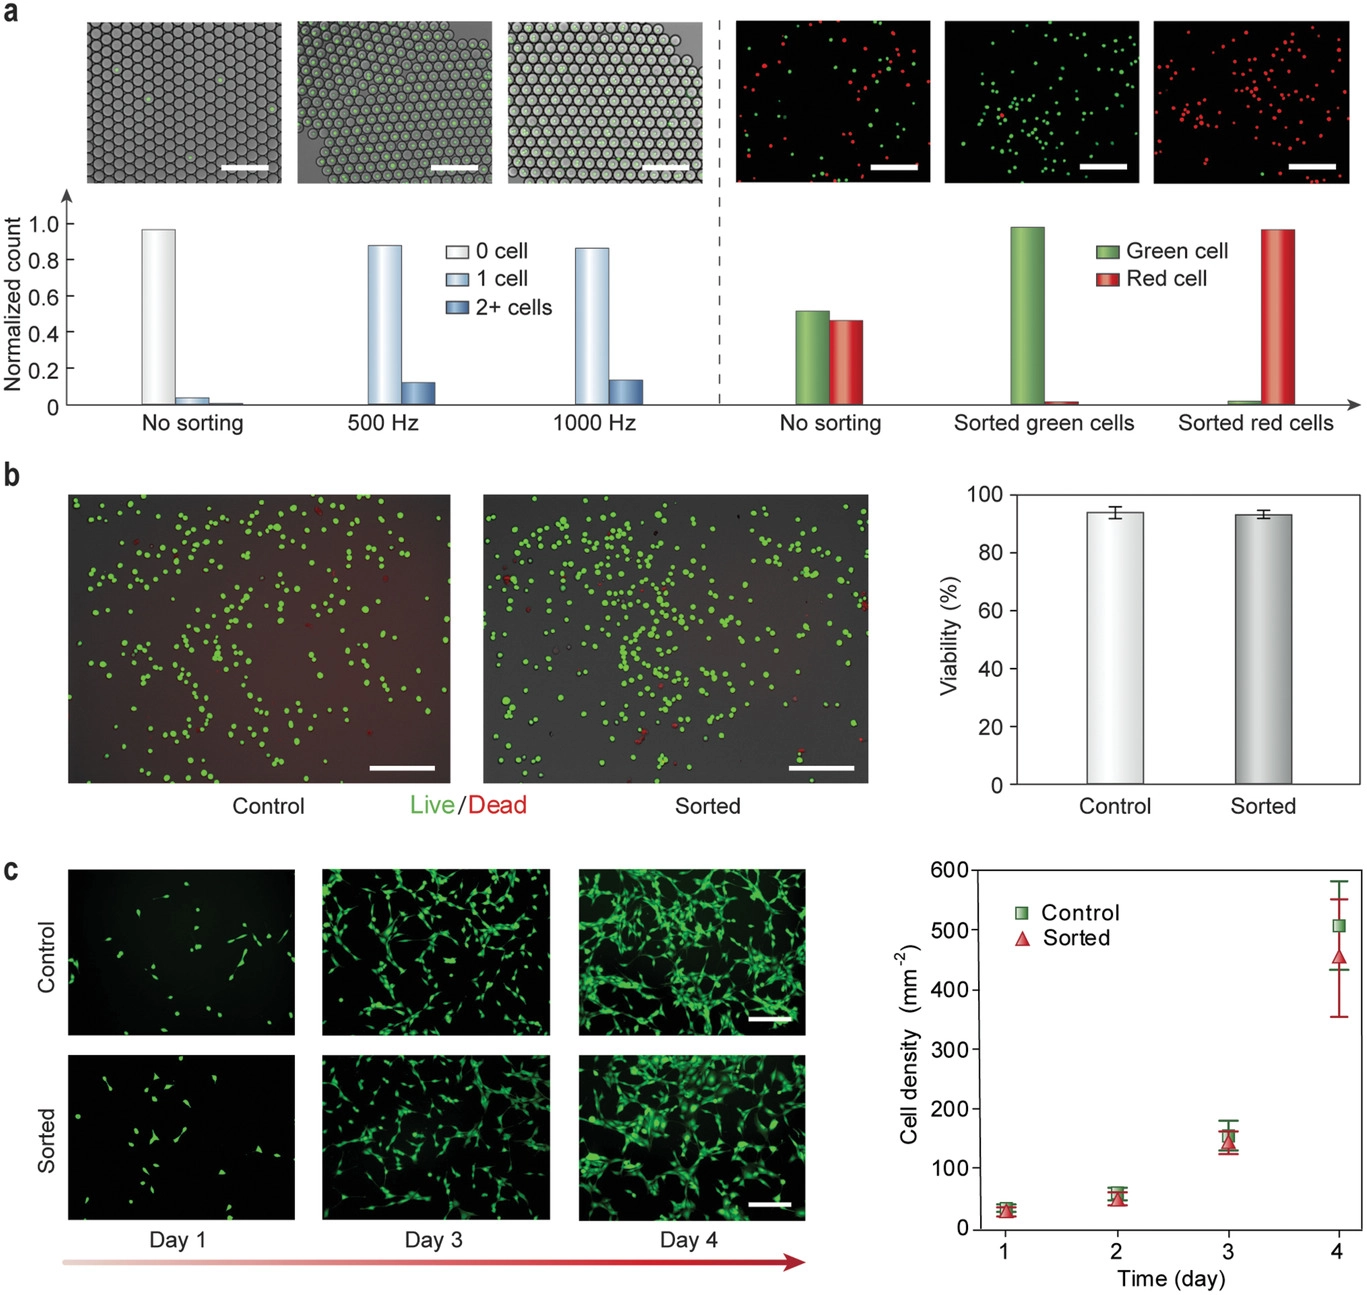 a
Normalized count
1.0
0.8
0.6
0.4
0.2
0
0 cell
1 cell
2+ cells
No sorting
500 Hz
1000 Hz
Green cell
Red cell
No sorting
Sorted green cells
Sorted red cells
b
Control
Live/Dead
Sorted
Viability (%)
100
80
60
40
20
0
Control
Sorted
c
Control
Sorted
Day 1
Day 3
Day 4
Cell density (mm⁻²)
600
500
400
300
200
100
0
Control
Sorted
1
2
3
4
Time (day)